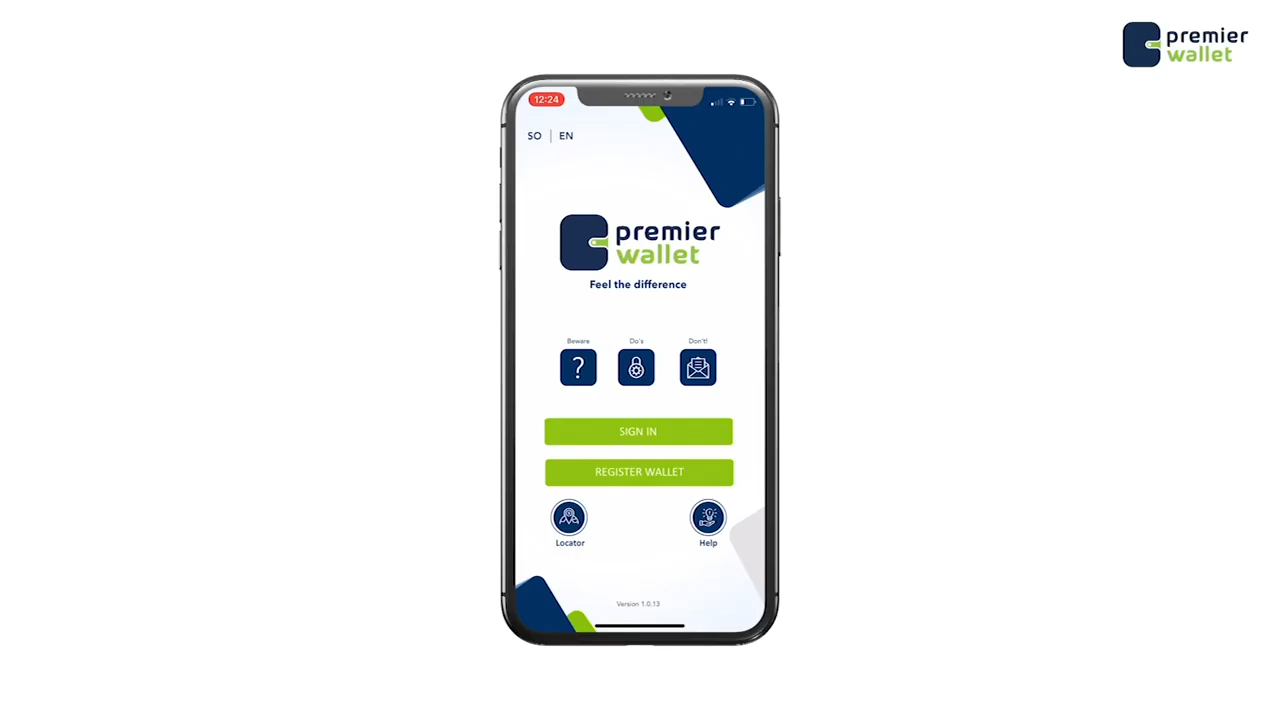 premier
wallet
12:24
SO | EN
premier
wallet
Feel the difference
Beware
Do's
Don't!
?
SIGN IN
REGISTER WALLET
Locator
Help
Version 1.0.13